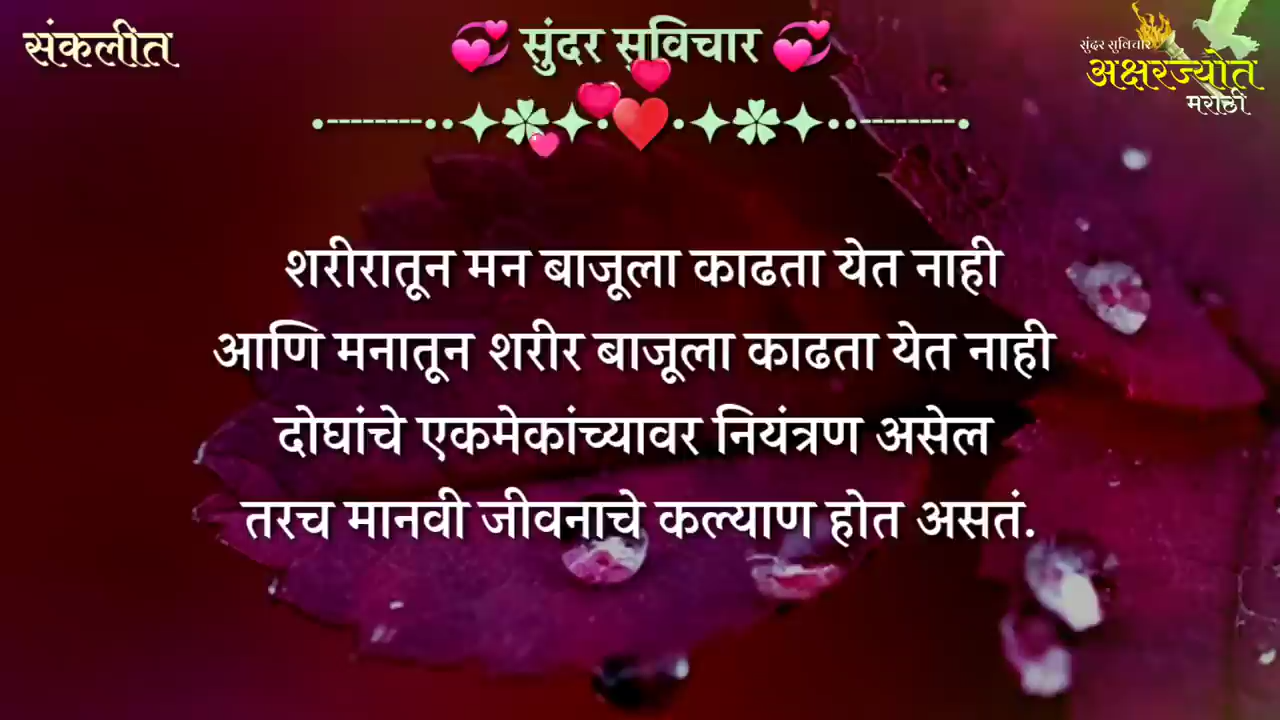 संकलीत
💞 सुंदर सुविचार 💞
सुंदर सुविचार
अक्षरज्योत
मराठी
शरीरातून मन बाजूला काढता येत नाही
आणि मनातून शरीर बाजूला काढता येत नाही
दोघांचे एकमेकांच्यावर नियंत्रण असेल
तरच मानवी जीवनाचे कल्याण होत असतं.